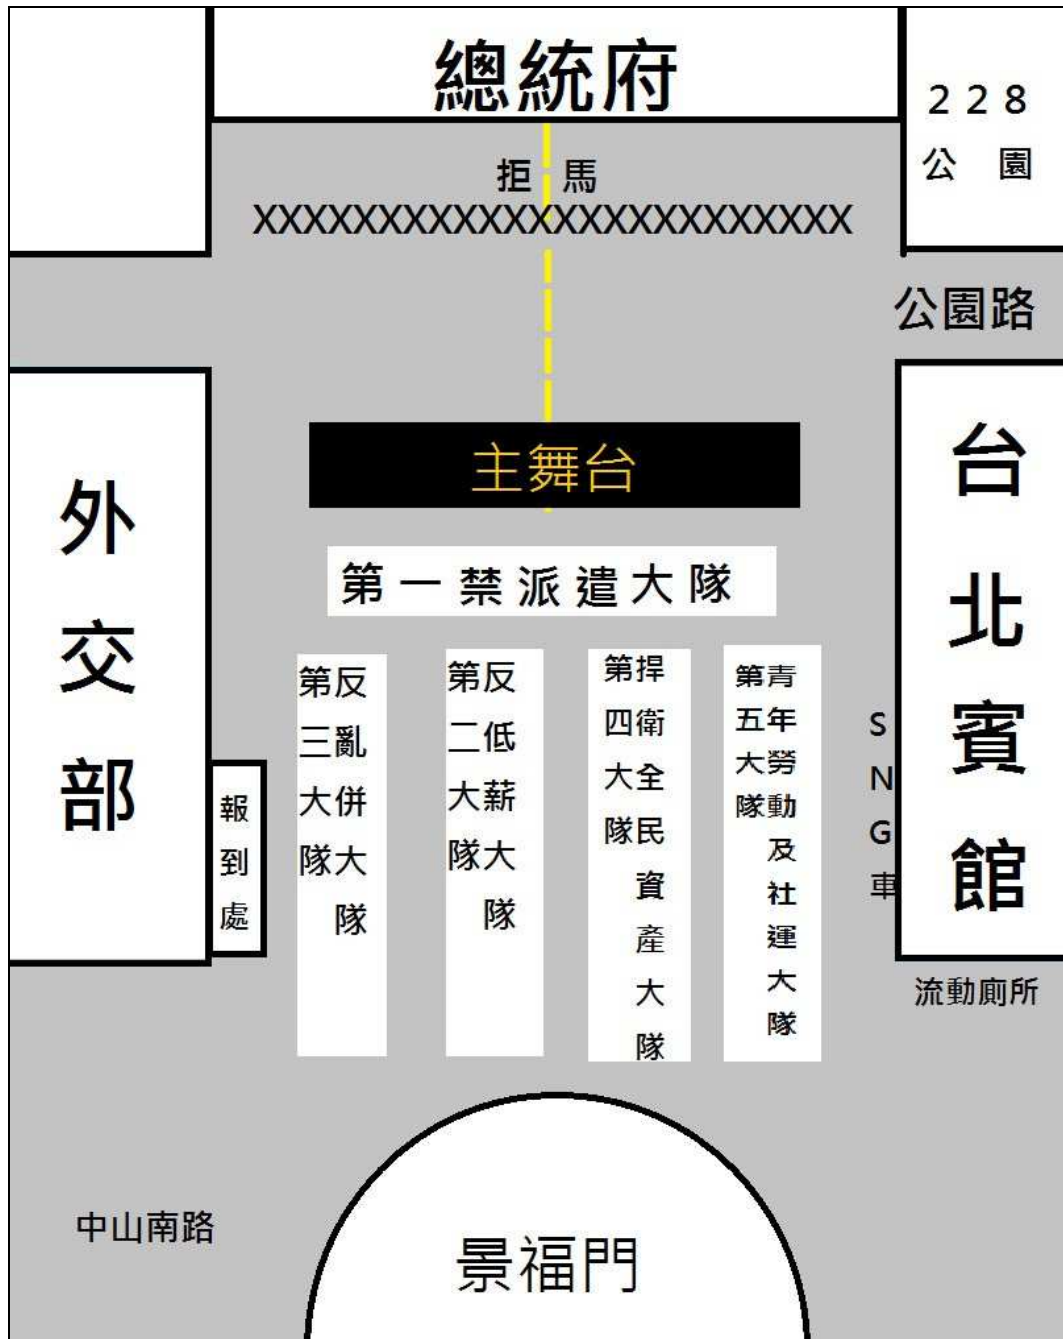 總統府
228
公園
拒馬
XXXXXXXXXXXXXXXXXXXXXXXX
公園路
主舞台
外交部
台北賓館
第一禁派遣大隊
第三大隊
反亂併大隊
第二大隊
反低薪大隊
第四大隊
捍衛全民資產大隊
第五大隊
青年勞動及社運大隊
SNG車
報到處
流動廁所
中山南路
景福門